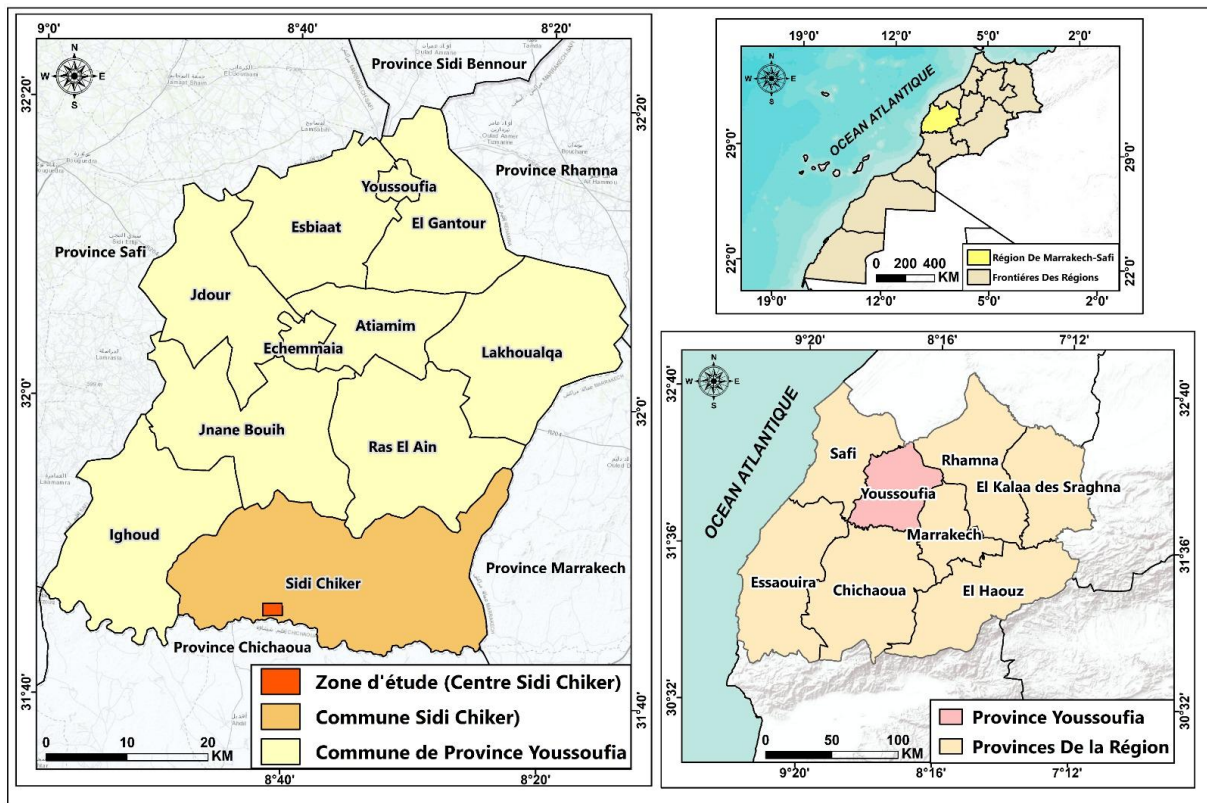 9°0'
8°40'
8°20'
N
W
E
S
32°20'
32°20'
Province Sidi Bennour
Province Rhamna
Youssoufia
Esbiaat
El Gantour
Province Safi
Jdour
Atiamim
Echemmaia
Lakhoualqa
32°0'
32°0'
Jnane Bouih
Ras El Ain
Ighoud
Sidi Chiker
Province Marrakech
Province Chichaoua
Zone d'étude (Centre Sidi Chiker)
Commune Sidi Chiker)
Commune de Province Youssoufia
0 10 20
KM
31°40'
31°40'
8°40'
8°20'
19°0'
12°0'
5°0'
2°0'
N
W
E
S
OCEAN ATLANTIQUE
29°0'
29°0'
0 200 400
KM
Région De Marrakech-Safi
Frontiéres Des Régions
22°0'
22°0'
19°0'
12°0'
5°0'
2°0'
9°20'
8°16'
7°12'
N
W
E
S
32°40'
32°40'
OCEAN ATLANTIQUE
Safi
Rhamna
Youssoufia
El Kalaa des Sraghna
Marrakech
31°36'
31°36'
Essaouira
Chichaoua
El Haouz
30°32'
30°32'
Province Youssoufia
Provinces De la Région
0 50 100
KM
9°20'
8°16'
7°12'